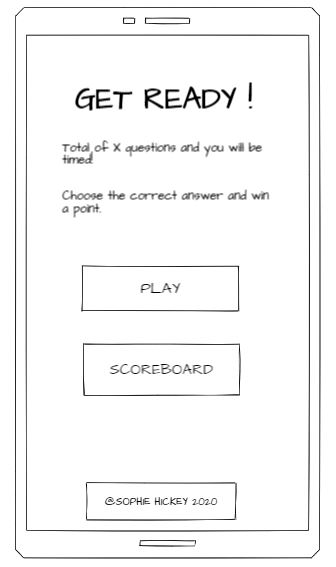 GET READY !
Total of X questions and you will be
timed!
Choose the correct answer and win
a point.
PLAY
SCOREBOARD
@SOPHIE HICKEY 2020